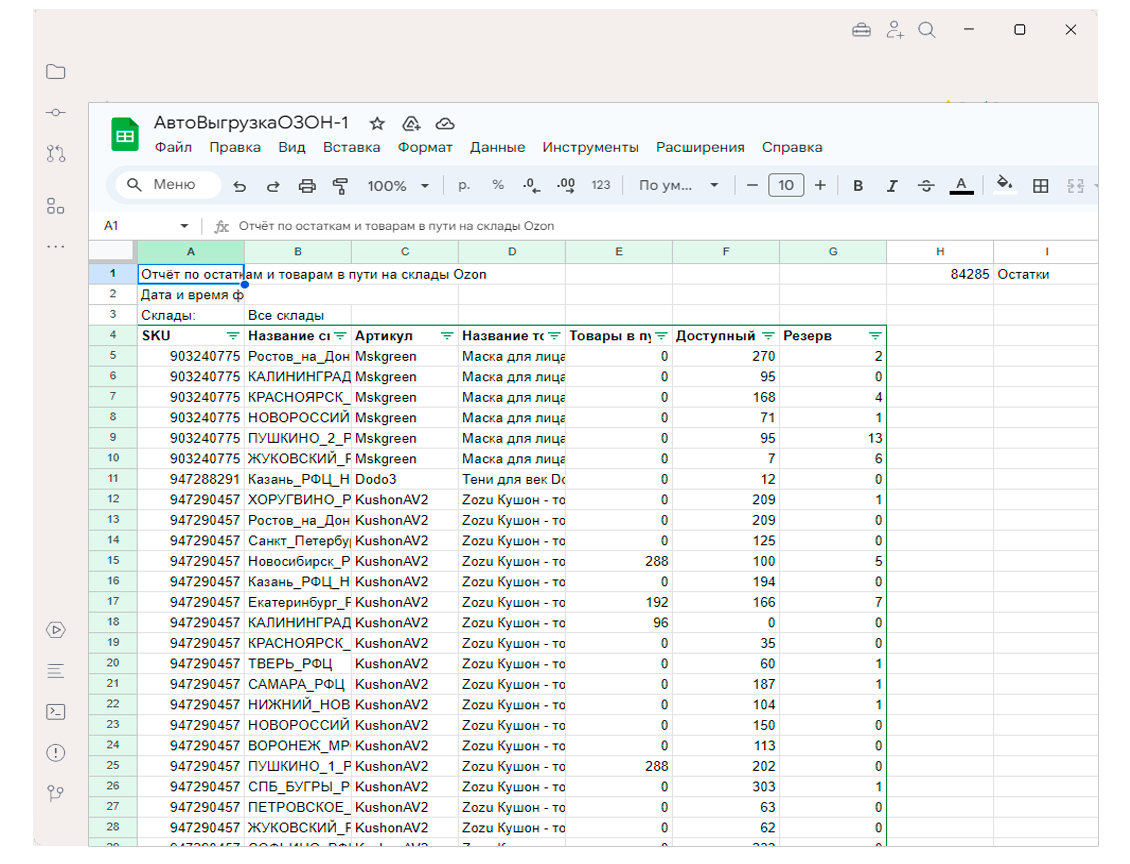 АвтоВыгрузкаОЗОН-1
Файл Правка Вид Вставка Формат Данные Инструменты Расширения Справка
Меню 100% р. % .0 .00 123 По ум... 10 B I A
A1 fx Отчёт по остаткам и товарам в пути на склады Ozon
A B C D E F G H I
1 Отчёт по остаткам и товарам в пути на склады Ozon 84285 Остатки
2 Дата и время ф
3 Склады: Все склады
4 SKU Название ск Артикул Название то Товары в пу Доступный Резерв
5 903240775 Ростов_на_Дон Mskgreen Маска для лица 0 270 2
6 903240775 КАЛИНИНГРАД Mskgreen Маска для лица 0 95 0
7 903240775 КРАСНОЯРСК_ Mskgreen Маска для лица 0 168 4
8 903240775 НОВОРОССИЙ Mskgreen Маска для лица 0 71 1
9 903240775 ПУШКИНО_2_Р Mskgreen Маска для лица 0 95 13
10 903240775 ЖУКОВСКИЙ_Р Mskgreen Маска для лица 0 7 6
11 947288291 Казань_РФЦ_Н Dodo3 Тени для век Do 0 12 0
12 947290457 ХОРУГВИНО_Р KushonAV2 Zozu Кушон - то 0 209 1
13 947290457 Ростов_на_Дон KushonAV2 Zozu Кушон - то 0 209 0
14 947290457 Санкт_Петербу KushonAV2 Zozu Кушон - то 0 125 0
15 947290457 Новосибирск_Р KushonAV2 Zozu Кушон - то 288 100 5
16 947290457 Казань_РФЦ_Н KushonAV2 Zozu Кушон - то 0 194 0
17 947290457 Екатеринбург_Р KushonAV2 Zozu Кушон - то 192 166 7
18 947290457 КАЛИНИНГРАД KushonAV2 Zozu Кушон - то 96 0 0
19 947290457 КРАСНОЯРСК_ KushonAV2 Zozu Кушон - то 0 35 0
20 947290457 ТВЕРЬ_РФЦ KushonAV2 Zozu Кушон - то 0 60 1
21 947290457 САМАРА_РФЦ KushonAV2 Zozu Кушон - то 0 187 1
22 947290457 НИЖНИЙ_НОВ KushonAV2 Zozu Кушон - то 0 104 1
23 947290457 НОВОРОССИЙ KushonAV2 Zozu Кушон - то 0 150 0
24 947290457 ВОРОНЕЖ_МР KushonAV2 Zozu Кушон - то 0 113 0
25 947290457 ПУШКИНО_1_Р KushonAV2 Zozu Кушон - то 288 202 0
26 947290457 СПБ_БУГРЫ_Р KushonAV2 Zozu Кушон - то 0 303 1
27 947290457 ПЕТРОВСКОЕ_ KushonAV2 Zozu Кушон - то 0 63 0
28 947290457 ЖУКОВСКИЙ_Р KushonAV2 Zozu Кушон - то 0 62 0